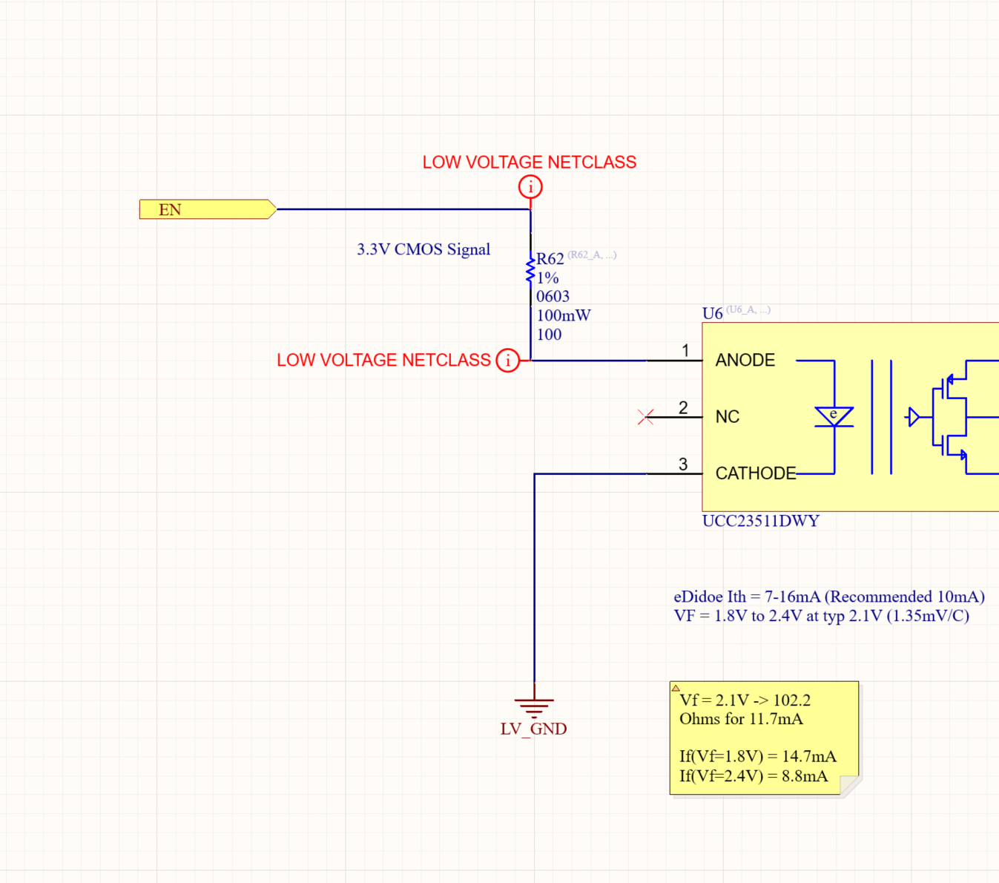 LOW VOLTAGE NETCLASS
i
EN
3.3V CMOS Signal
R62 (R62_A, ...)
1%
0603
100mW
100
LOW VOLTAGE NETCLASS i
U6 (U6_A, ...)
1 ANODE
2 NC
e
3 CATHODE
UCC23511DWY
eDidoe Ith = 7-16mA (Recommended 10mA)
VF = 1.8V to 2.4V at typ 2.1V (1.35mV/C)
Vf = 2.1V -> 102.2
Ohms for 11.7mA
If(Vf=1.8V) = 14.7mA
If(Vf=2.4V) = 8.8mA
LV_GND